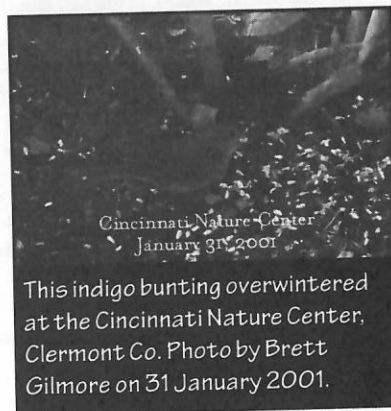 Cincinnati Nature Center
January 31, 2001
This indigo bunting overwintered
at the Cincinnati Nature Center,
Clermont Co. Photo by Brett
Gilmore on 31 January 2001.